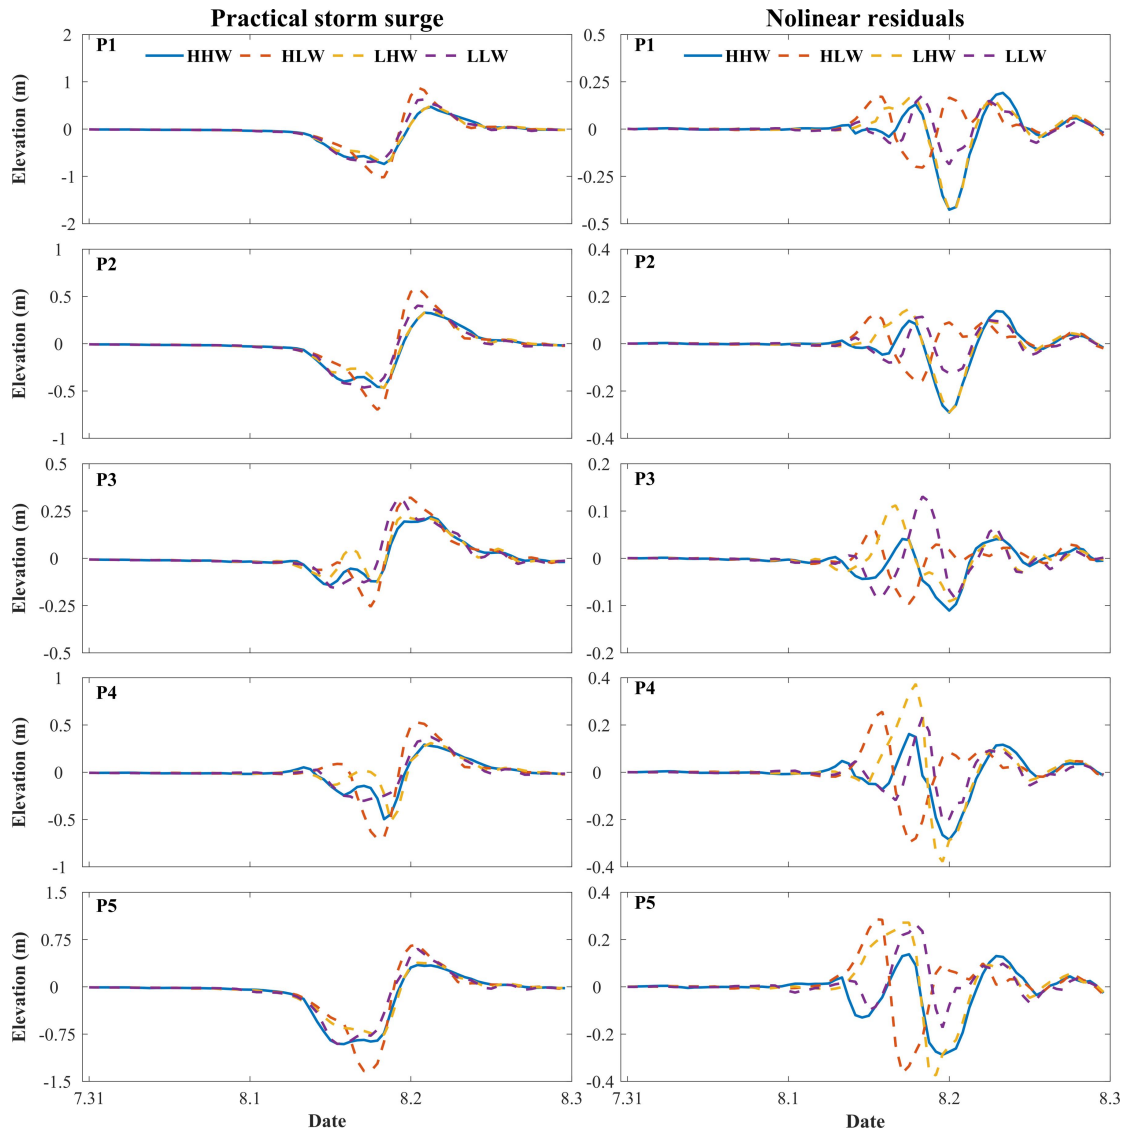 Practical storm surge
Nolinear residuals
2
1
0
-1
-2
Elevation (m)
P1
HHW HLW LHW LLW
0.5
0.25
0
-0.25
-0.5
P1
HHW HLW LHW LLW
1
0.5
0
-0.5
-1
Elevation (m)
P2
0.4
0.2
0
-0.2
-0.4
P2
0.5
0.25
0
-0.25
-0.5
Elevation (m)
P3
0.2
0.1
0
-0.1
-0.2
P3
1
0.5
0
-0.5
-1
Elevation (m)
P4
0.4
0.2
0
-0.2
-0.4
P4
1.5
0.75
0
-0.75
-1.5
Elevation (m)
P5
0.4
0.2
0
-0.2
-0.4
P5
7.31 8.1 8.2 8.3
7.31 8.1 8.2 8.3
Date
Date